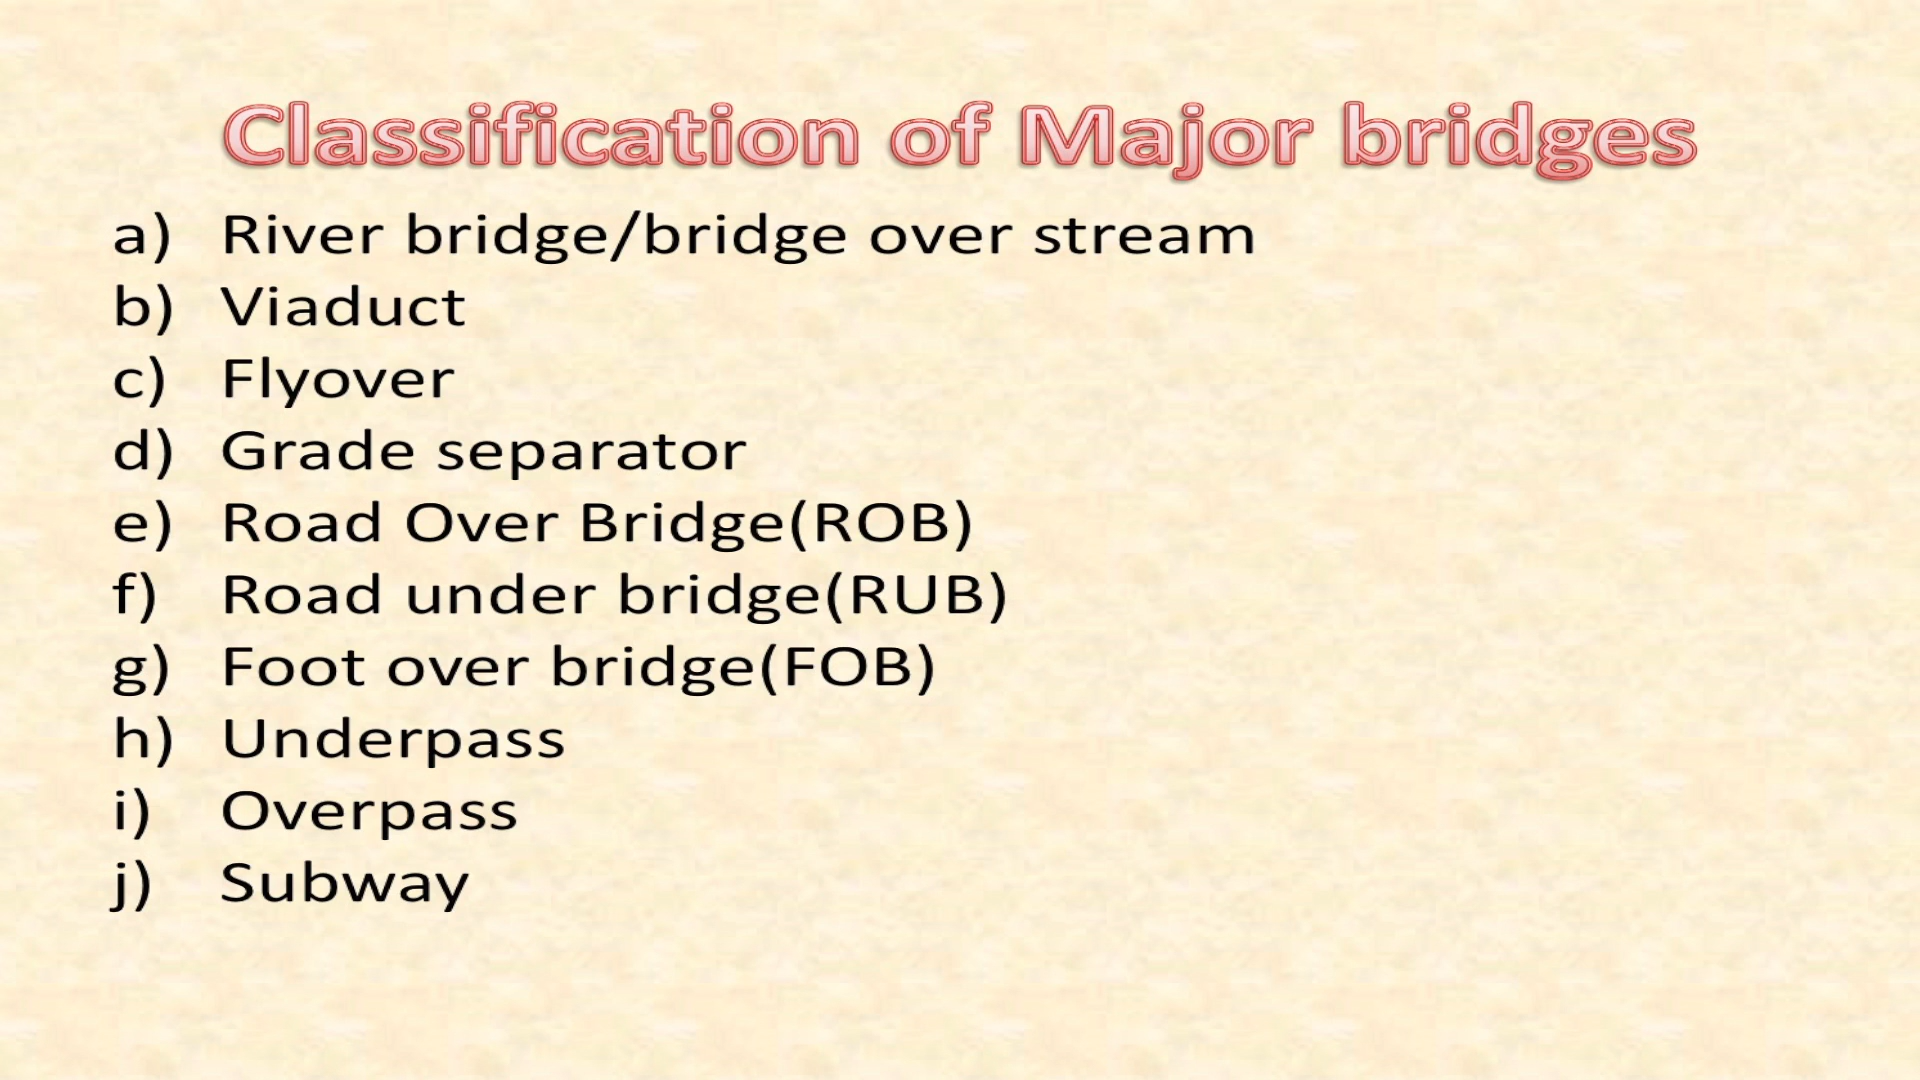 Classification of Major bridges
a) River bridge/bridge over stream
b) Viaduct
c) Flyover
d) Grade separator
e) Road Over Bridge(ROB)
f) Road under bridge(RUB)
g) Foot over bridge(FOB)
h) Underpass
i) Overpass
j) Subway